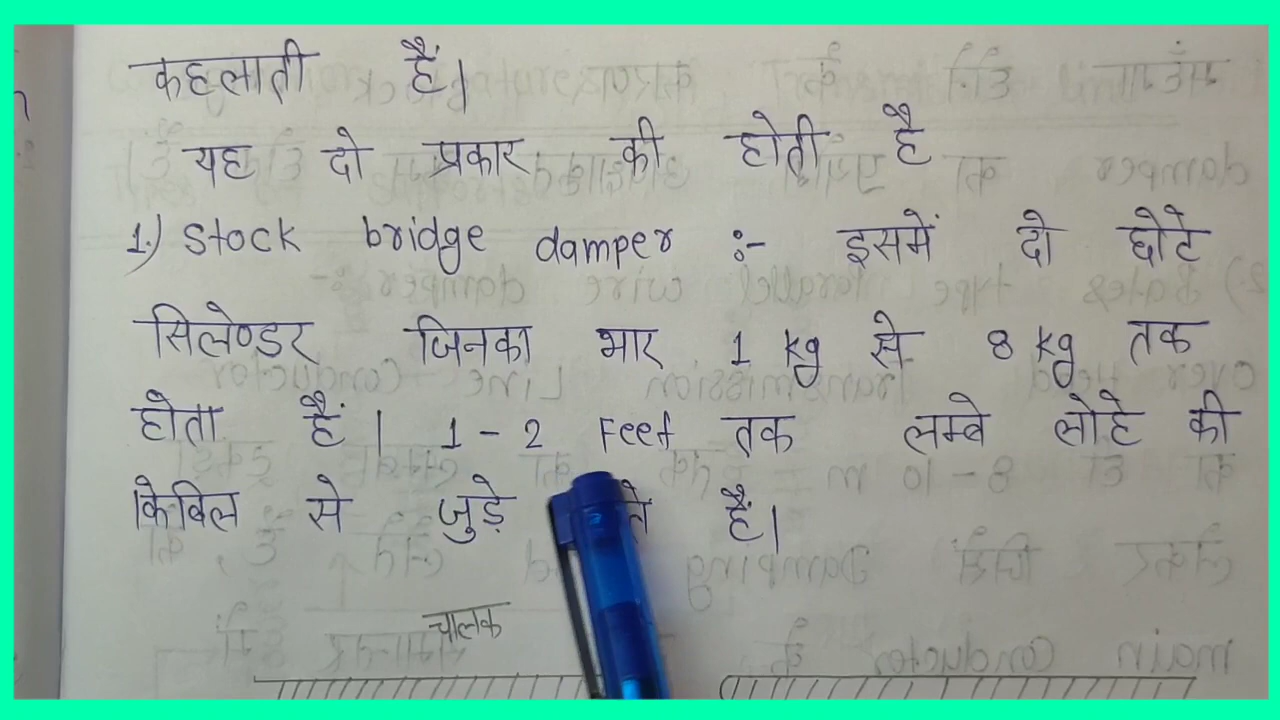 कहलाती हैं।
यह दो प्रकार की होती है
1.) Stock bridge damper :- इसमें दो छोटे
सिलेण्डर जिनका भार 1 kg से 8 kg तक
होता हैं। 1 - 2 Feet तक लम्बे लोहे की
केबिल से जुड़े हैं।
चालक